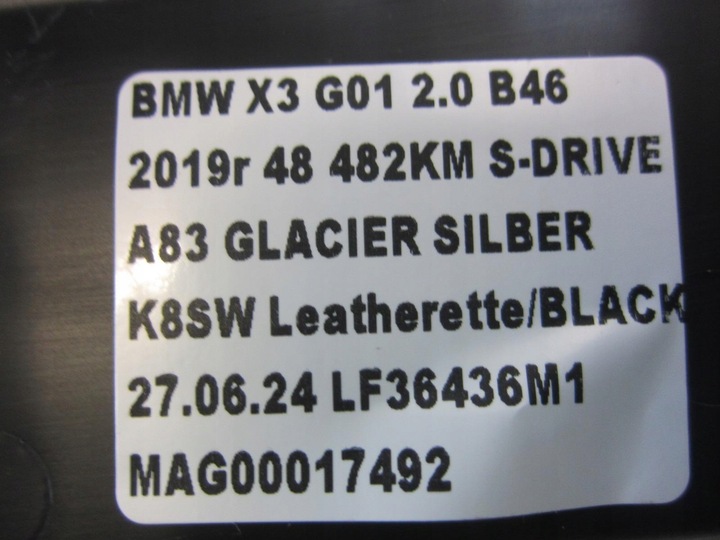 BMW X3 G01 2.0 B46
2019r 48 482KM S-DRIVE
A83 GLACIER SILBER
K8SW Leatherette/BLACK
27.06.24 LF36436M1
MAG00017492